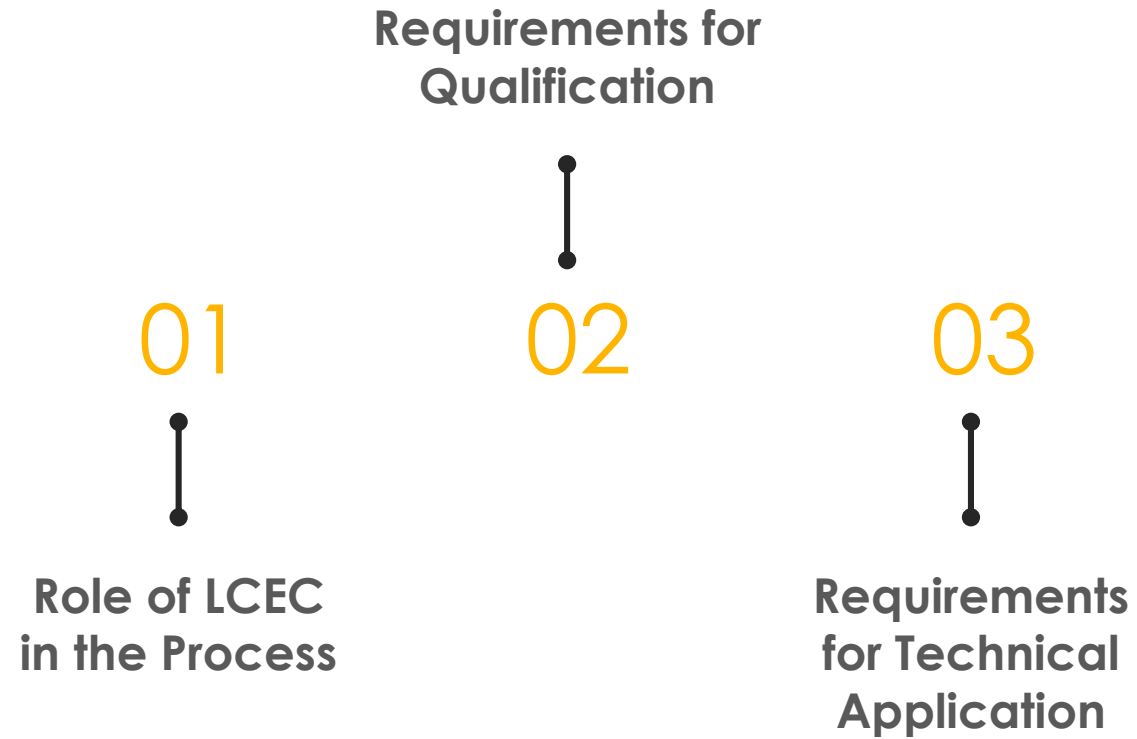 01
Role of LCEC
in the Process
Requirements for
Qualification
02
03
Requirements
for Technical
Application